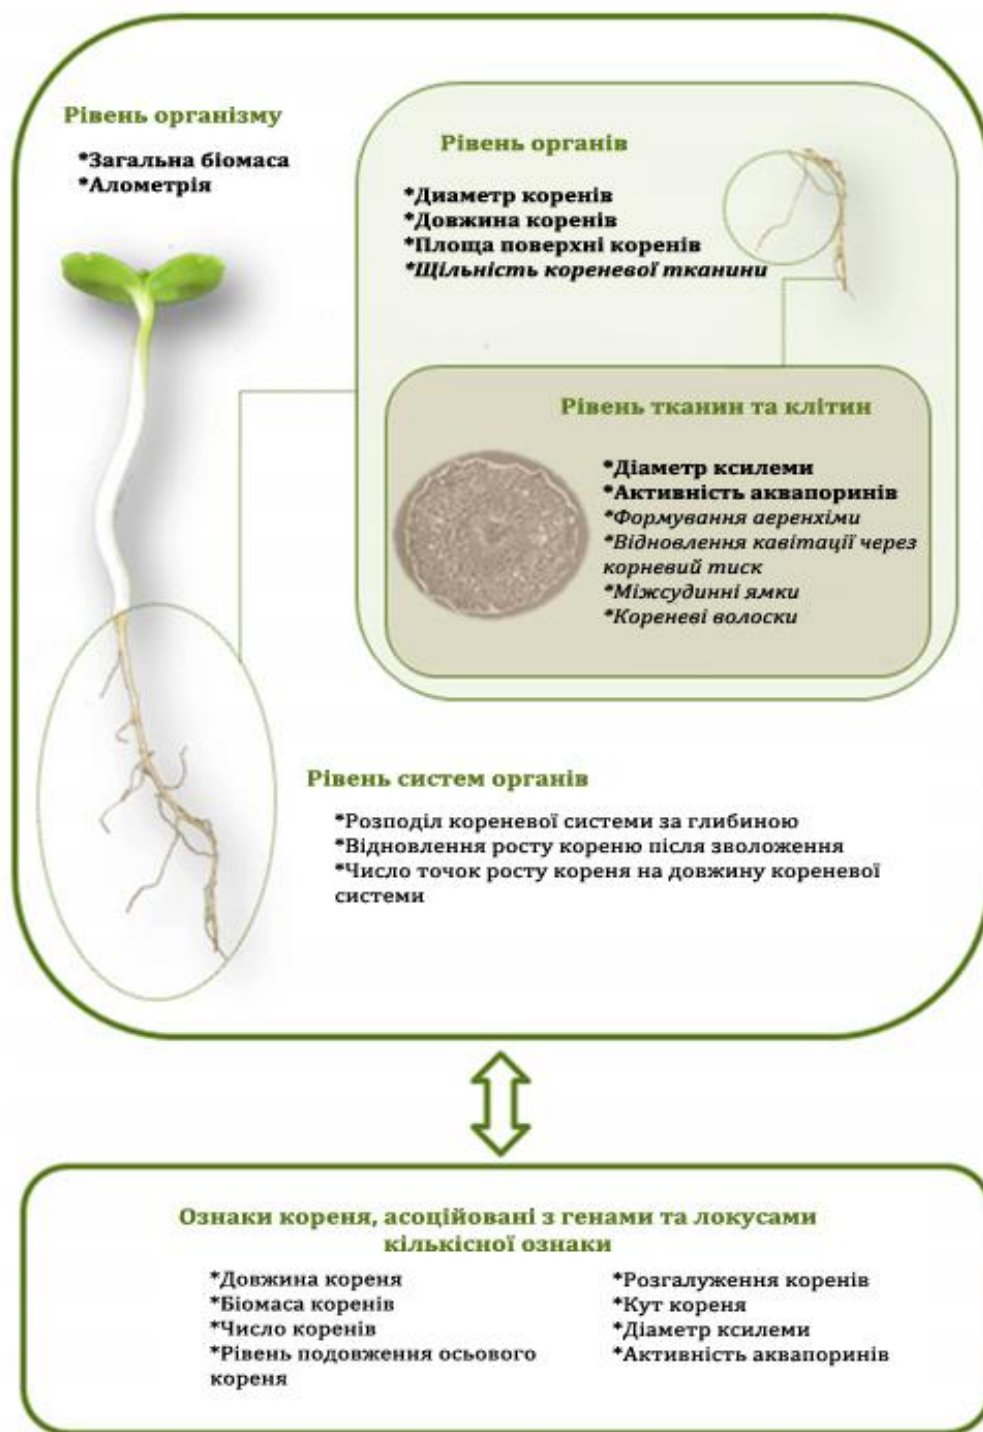 Рівень організму
*Загальна біомаса
*Алометрія
Рівень органів
*Диаметр коренів
*Довжина коренів
*Площа поверхні коренів
*Щільність кореневої тканини
Рівень тканин та клітин
*Діаметр ксилеми
*Активність аквапоринів
*Формування аеренхіми
*Відновлення кавітації через
корневий тиск
*Міжсудинні ямки
*Кореневі волоски
Рівень систем органів
*Розподіл кореневої системи за глибиною
*Відновлення росту кореню після зволоження
*Число точок росту кореня на довжину кореневої
системи
Ознаки кореня, асоційовані з генами та локусами
кількісної ознаки
*Довжина кореня
*Біомаса коренів
*Число коренів
*Рівень подовження осьового
кореня
*Розгалуження коренів
*Кут кореня
*Діаметр ксилеми
*Активність аквапоринів